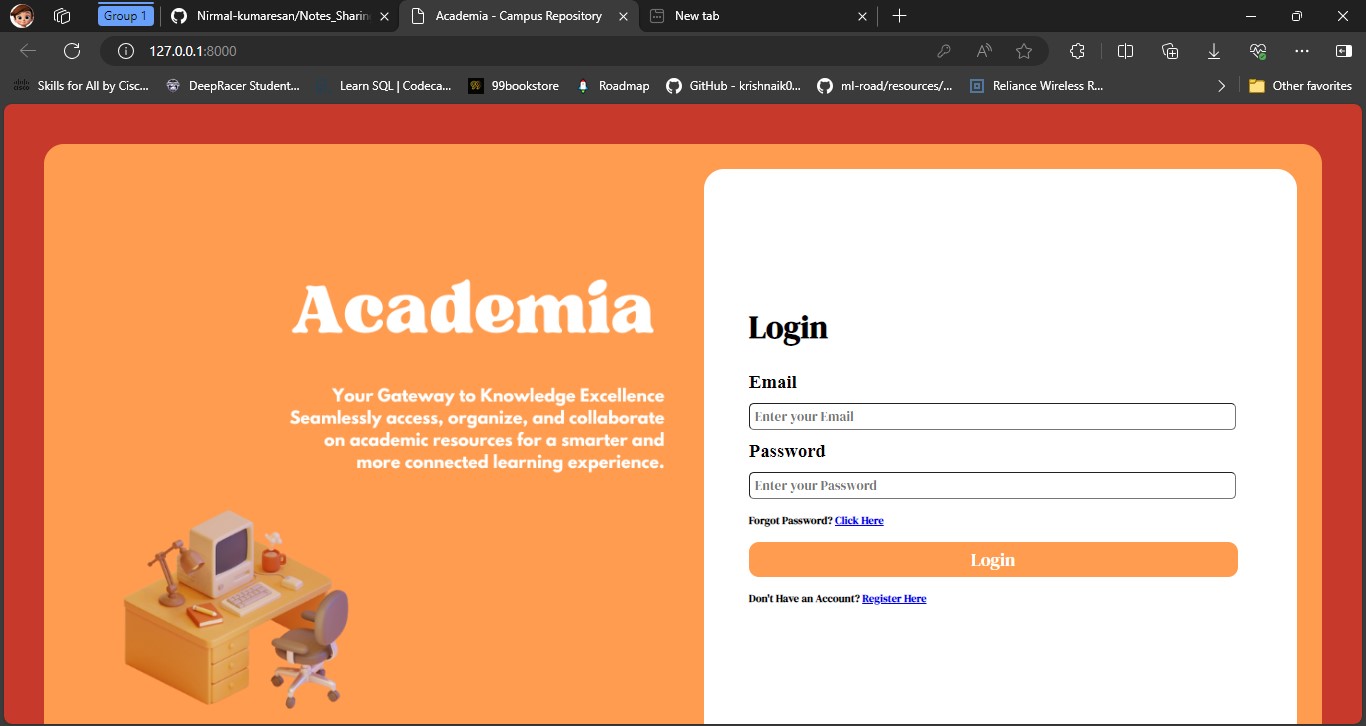 Group 1
Nirmal-kumaresan/Notes_Sharin
Academia - Campus Repository
New tab
127.0.0.1:8000
Skills for All by Cisc...
DeepRacer Student...
Learn SQL | Codeca...
99bookstore
Roadmap
GitHub - krishnaik0...
ml-road/resources/...
Reliance Wireless R...
Other favorites
Academia
Your Gateway to Knowledge Excellence
Seamlessly access, organize, and collaborate
on academic resources for a smarter and
more connected learning experience.
Login
Email
Enter your Email
Password
Enter your Password
Forgot Password? Click Here
Login
Don't Have an Account? Register Here